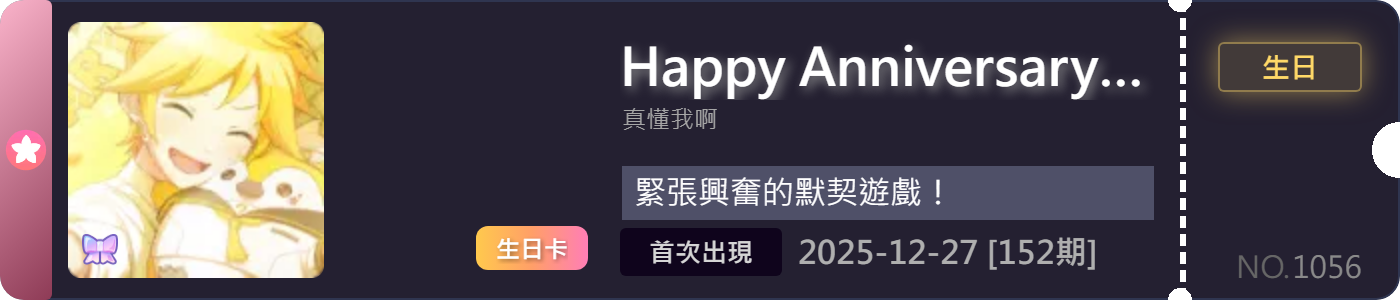 Happy Anniversary...
真懂我啊
緊張興奮的默契遊戲！
生日卡
首次出現
2025-12-27 [152期]
生日
NO.1056